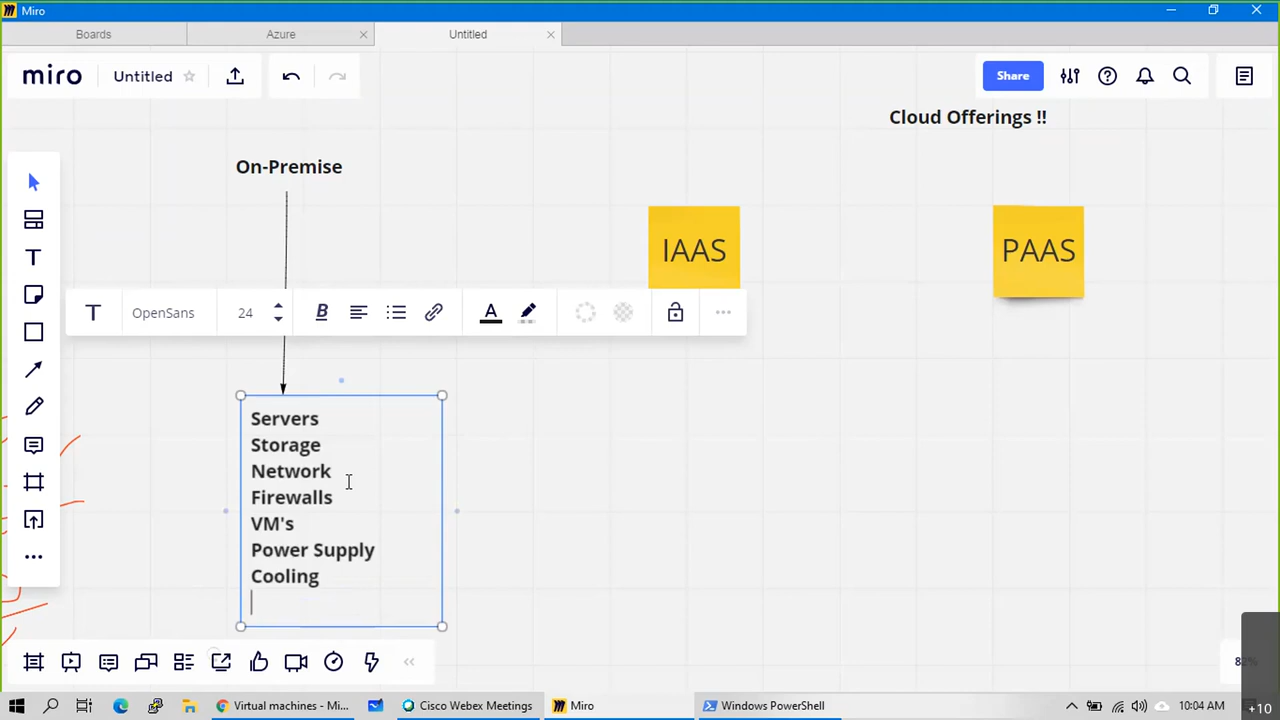 Miro
Boards
Azure
Untitled
miro
Untitled
Share
Cloud Offerings !!
On-Premise
IAAS
PAAS
T
OpenSans
24
B
A
Servers
Storage
Network
Firewalls
VM's
Power Supply
Cooling
Virtual machines - Mi...
Cisco Webex Meetings
Miro
Windows PowerShell
10:04 AM
+10